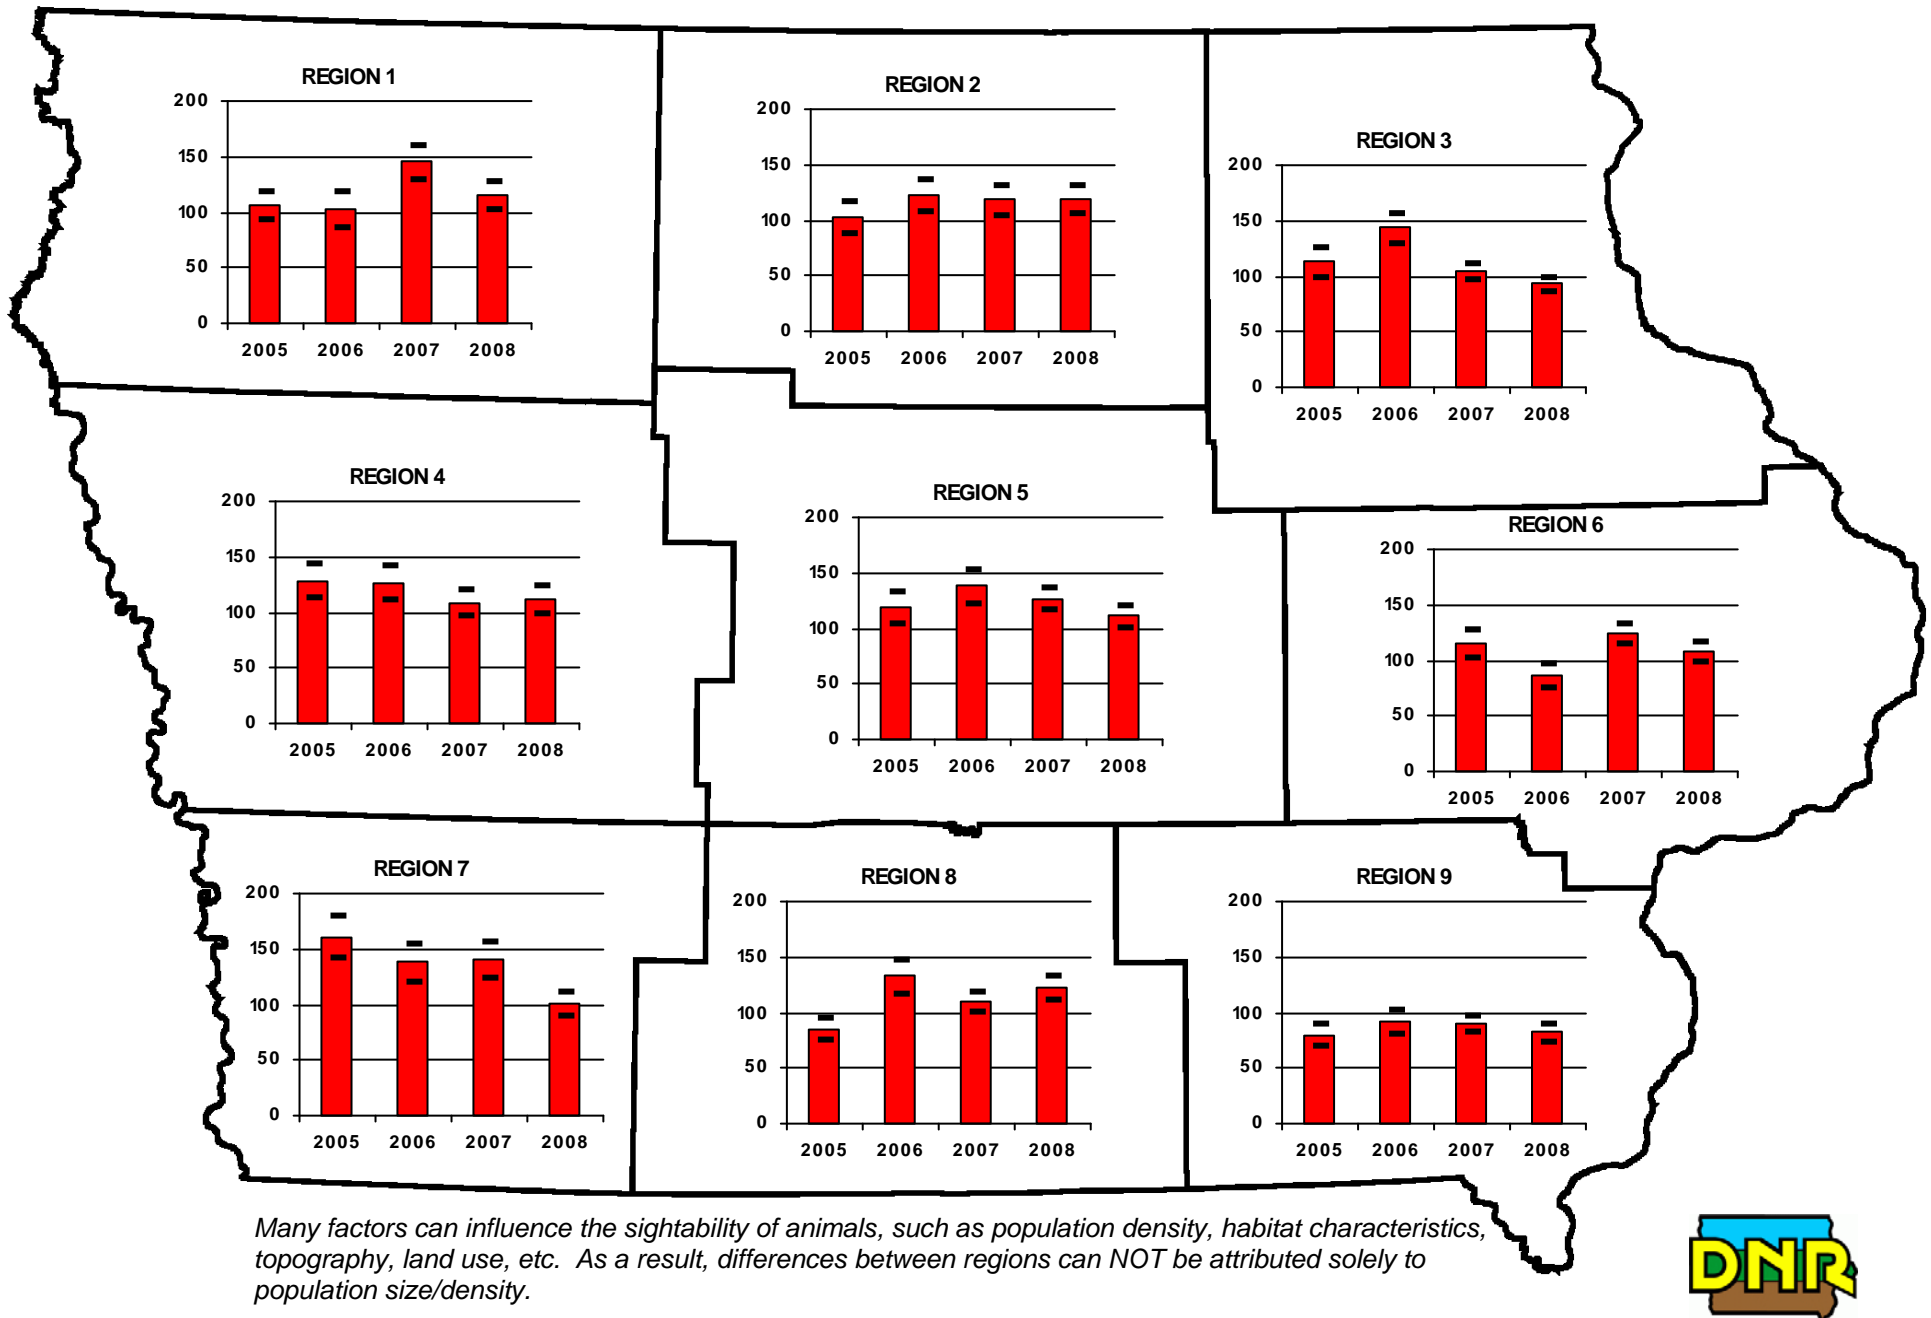 REGION 1
200
150
100
50
0
2005 2006 2007 2008
REGION 2
200
150
100
50
0
2005 2006 2007 2008
REGION 3
200
150
100
50
0
2005 2006 2007 2008
REGION 4
200
150
100
50
0
2005 2006 2007 2008
REGION 5
200
150
100
50
0
2005 2006 2007 2008
REGION 6
200
150
100
50
0
2005 2006 2007 2008
REGION 7
200
150
100
50
0
2005 2006 2007 2008
REGION 8
200
150
100
50
0
2005 2006 2007 2008
REGION 9
200
150
100
50
0
2005 2006 2007 2008
Many factors can influence the sightability of animals, such as population density, habitat characteristics,
topography, land use, etc.  As a result, differences between regions can NOT be attributed solely to
population size/density.
DNR